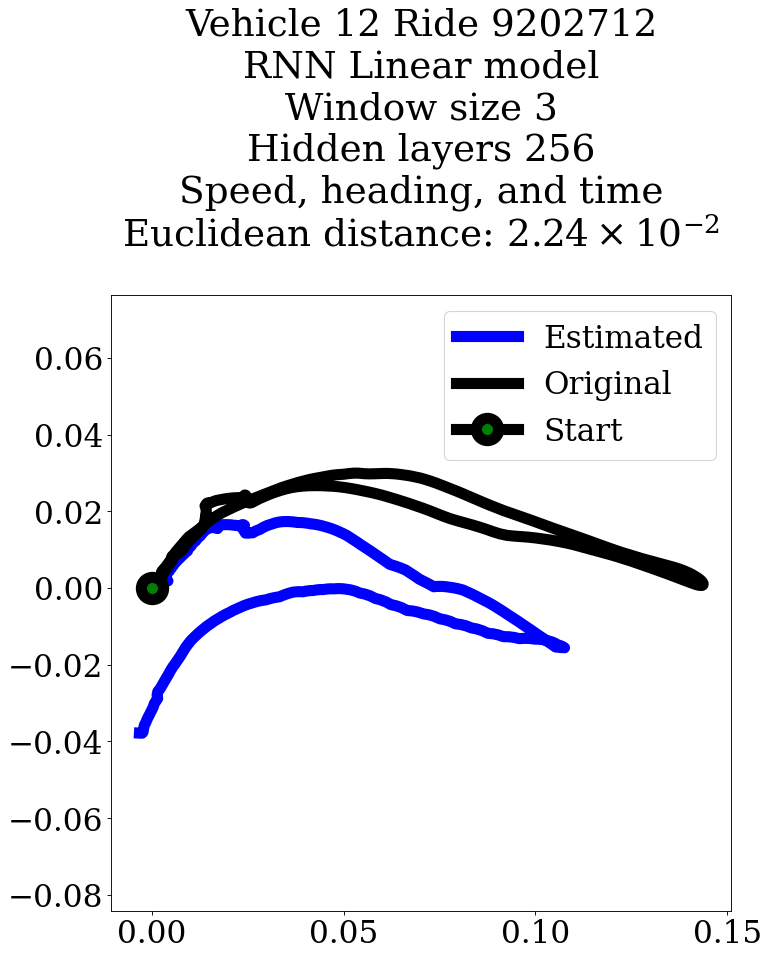 Vehicle 12 Ride 9202712
RNN Linear model
Window size 3
Hidden layers 256
Speed, heading, and time
Euclidean distance: 2.24 × 10⁻²
Estimated
Original
Start
0.06
0.04
0.02
0.00
−0.02
−0.04
−0.06
−0.08
0.00 0.05 0.10 0.15